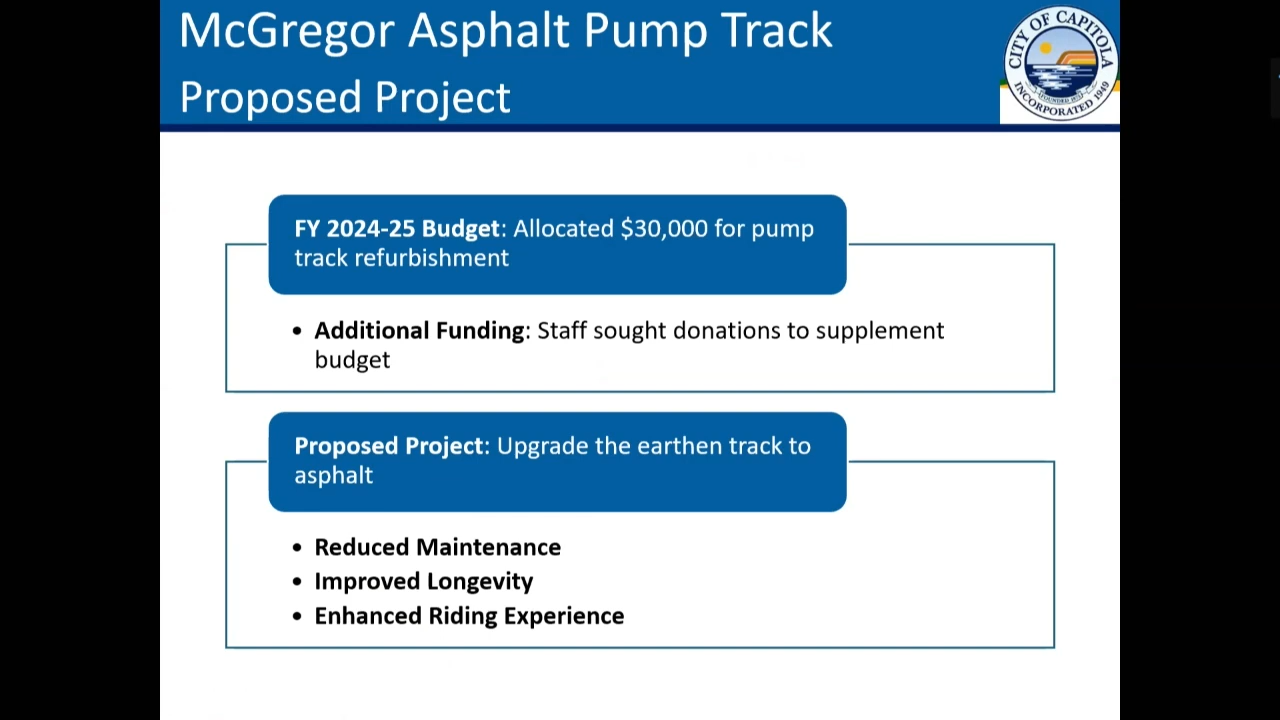 McGregor Asphalt Pump Track
Proposed Project
CITY OF CAPITOLA
INCORPORATED 1949
FY 2024-25 Budget: Allocated $30,000 for pump
track refurbishment
• Additional Funding: Staff sought donations to supplement
budget
Proposed Project: Upgrade the earthen track to
asphalt
• Reduced Maintenance
• Improved Longevity
• Enhanced Riding Experience